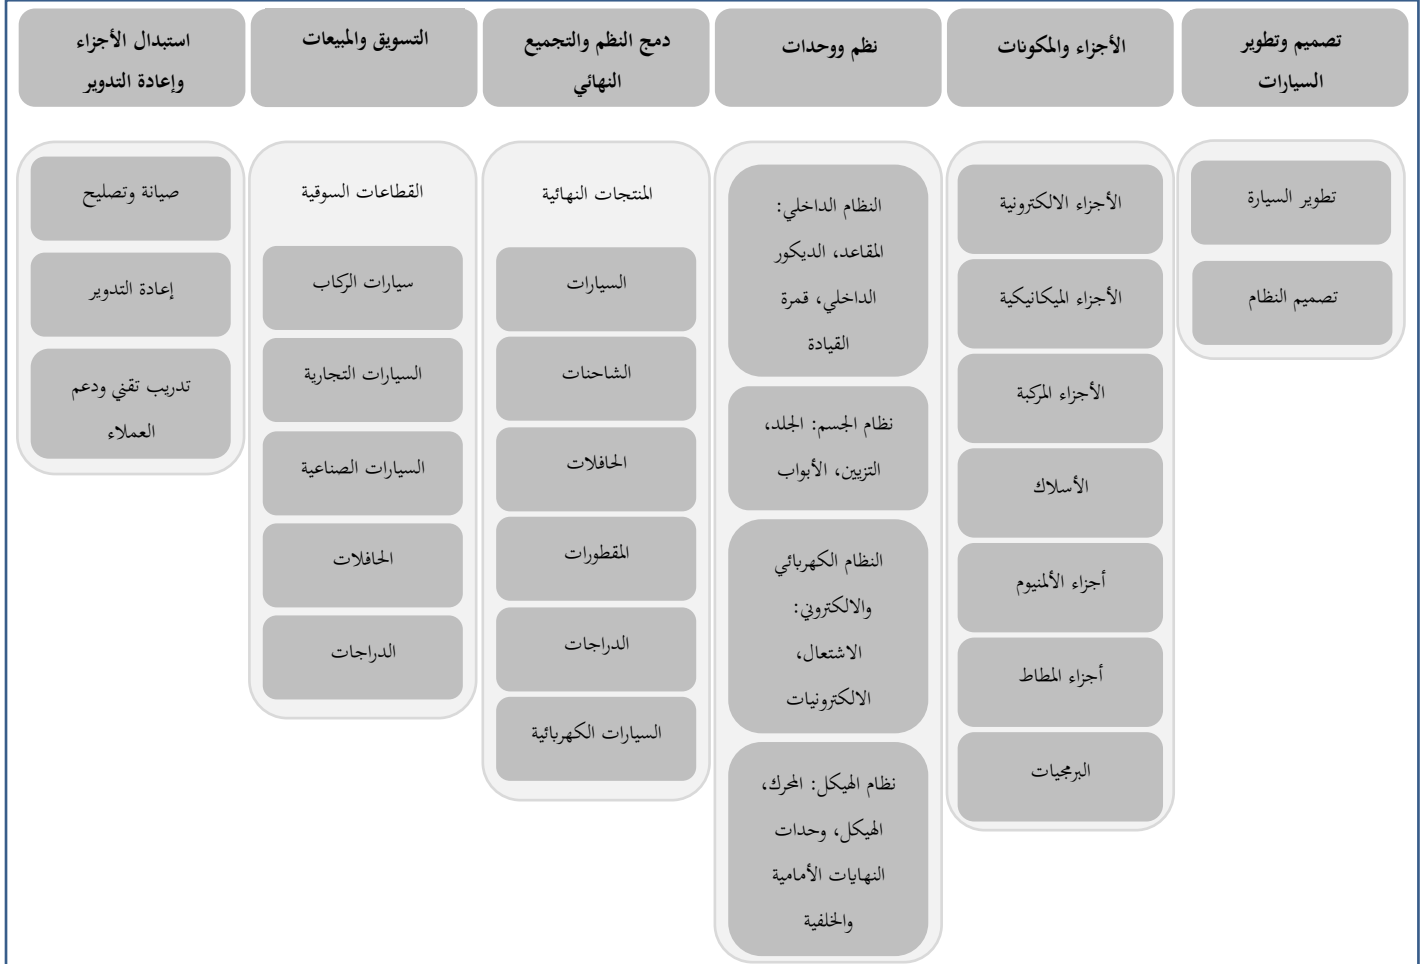 تصميم وتطوير
السيارات
الأجزاء والمكونات
نظم ووحدات
دمج النظم والتجميع
النهائي
التسويق والمبيعات
استبدال الأجزاء
وإعادة التدوير
تطوير السيارة
تصميم النظام
الأجزاء الالكترونية
الأجزاء الميكانيكية
الأجزاء المركبة
الأسلاك
أجزاء الألمنيوم
أجزاء المطاط
البرمجيات
النظام الداخلي:
المقاعد، الديكور
الداخلي، قمرة
القيادة
نظام الجسم: الجلد،
التزيين، الأبواب
النظام الكهربائي
والالكتروني:
الاشتعال،
الالكترونيات
نظام الهيكل: المحرك،
الهيكل، وحدات
النهايات الأمامية
والخلفية
المنتجات النهائية
السيارات
الشاحنات
الحافلات
المقطورات
الدراجات
السيارات الكهربائية
القطاعات السوقية
سيارات الركاب
السيارات التجارية
السيارات الصناعية
الحافلات
الدراجات
صيانة وتصليح
إعادة التدوير
تدريب تقني ودعم
العملاء